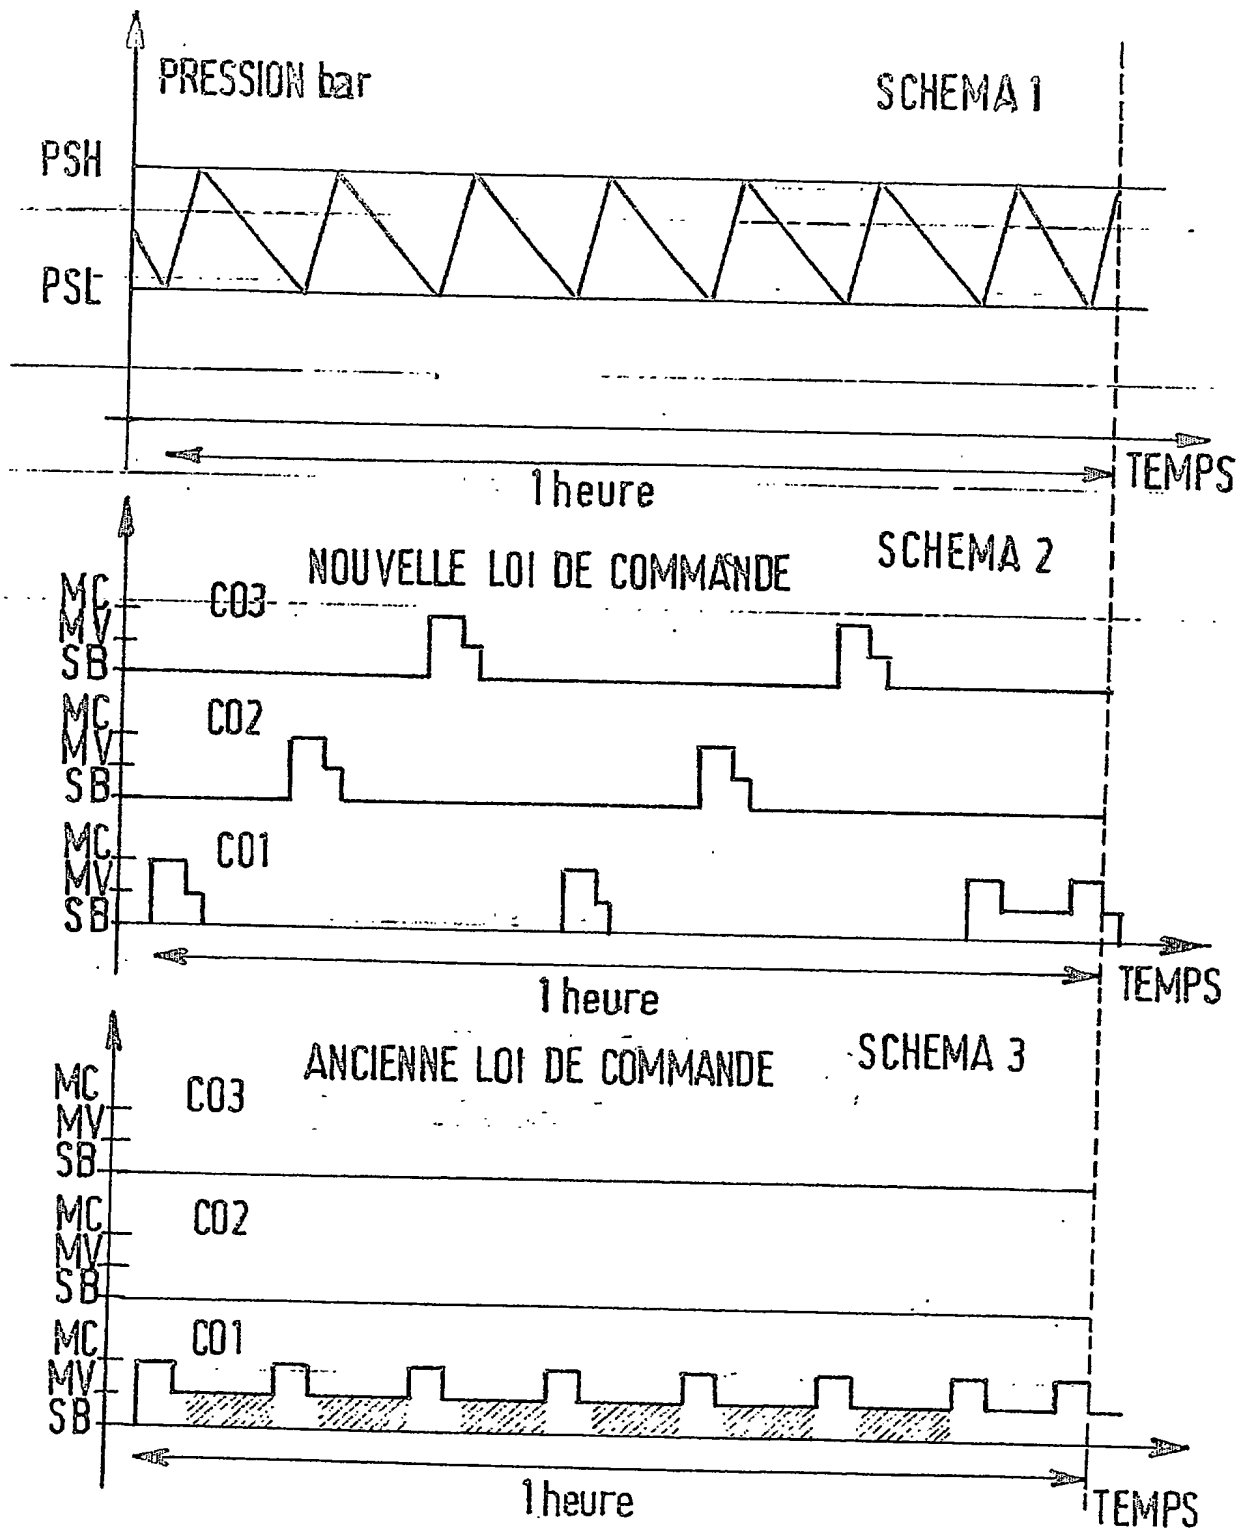 PRESSION bar
SCHEMA 1
PSH
PSL
1 heure
TEMPS
NOUVELLE LOI DE COMMANDE
SCHEMA 2
MC
MV
SB
CO3
MC
MV
SB
CO2
MC
MV
SB
CO1
1 heure
TEMPS
ANCIENNE LOI DE COMMANDE
SCHEMA 3
MC
MV
SB
CO3
MC
MV
SB
CO2
MC
MV
SB
CO1
1 heure
TEMPS